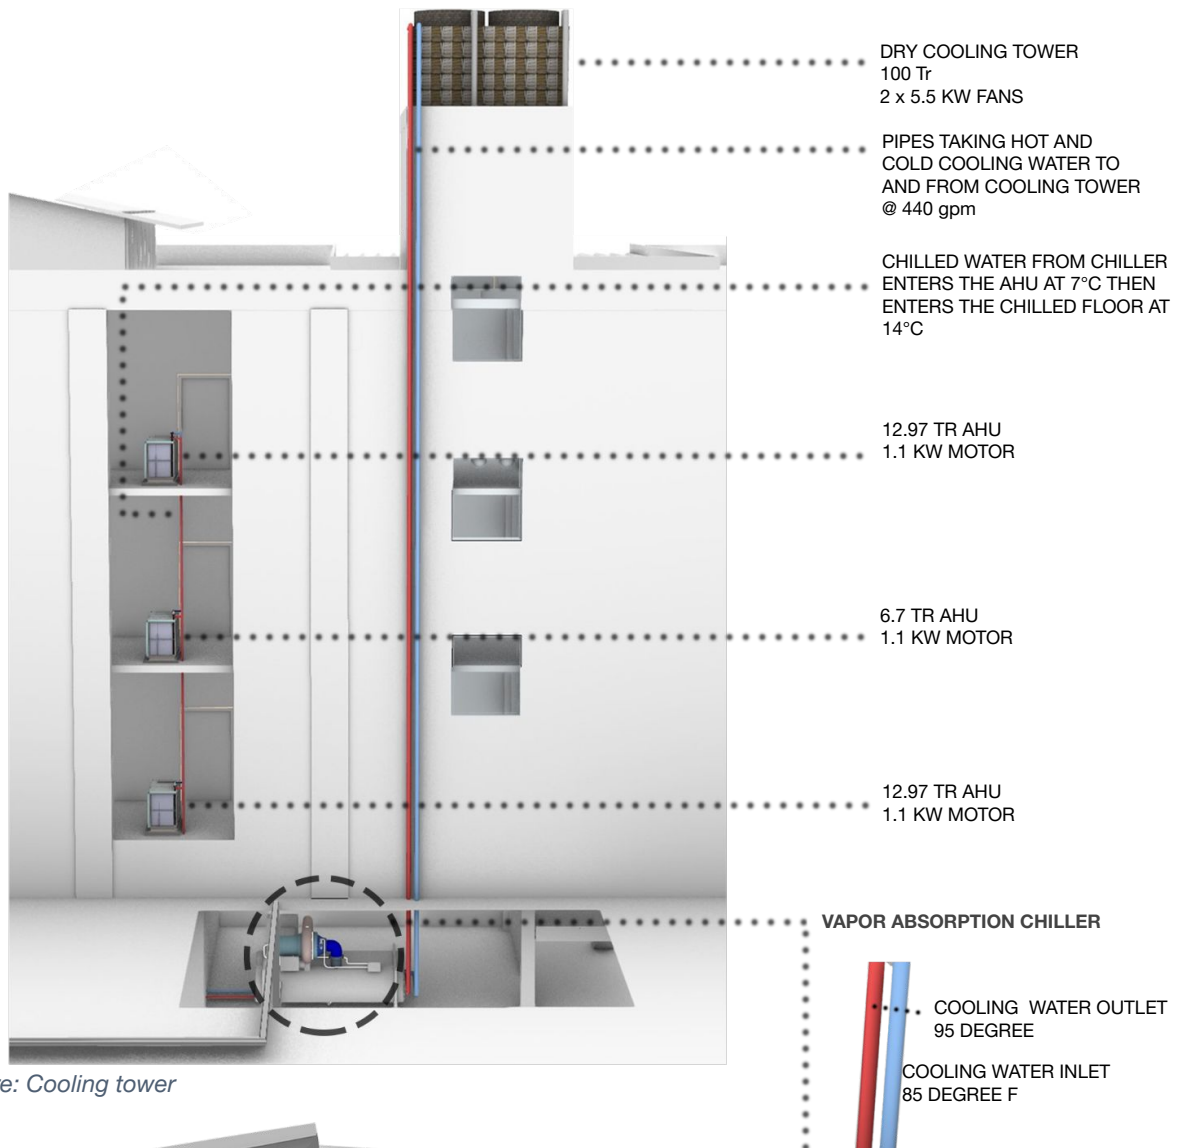 DRY COOLING TOWER
100 Tr
2 x 5.5 KW FANS
PIPES TAKING HOT AND
COLD COOLING WATER TO
AND FROM COOLING TOWER
@ 440 gpm
CHILLED WATER FROM CHILLER
ENTERS THE AHU AT 7°C THEN
ENTERS THE CHILLED FLOOR AT
14°C
12.97 TR AHU
1.1 KW MOTOR
6.7 TR AHU
1.1 KW MOTOR
12.97 TR AHU
1.1 KW MOTOR
VAPOR ABSORPTION CHILLER
COOLING WATER OUTLET
95 DEGREE
COOLING WATER INLET
85 DEGREE F
e: Cooling tower